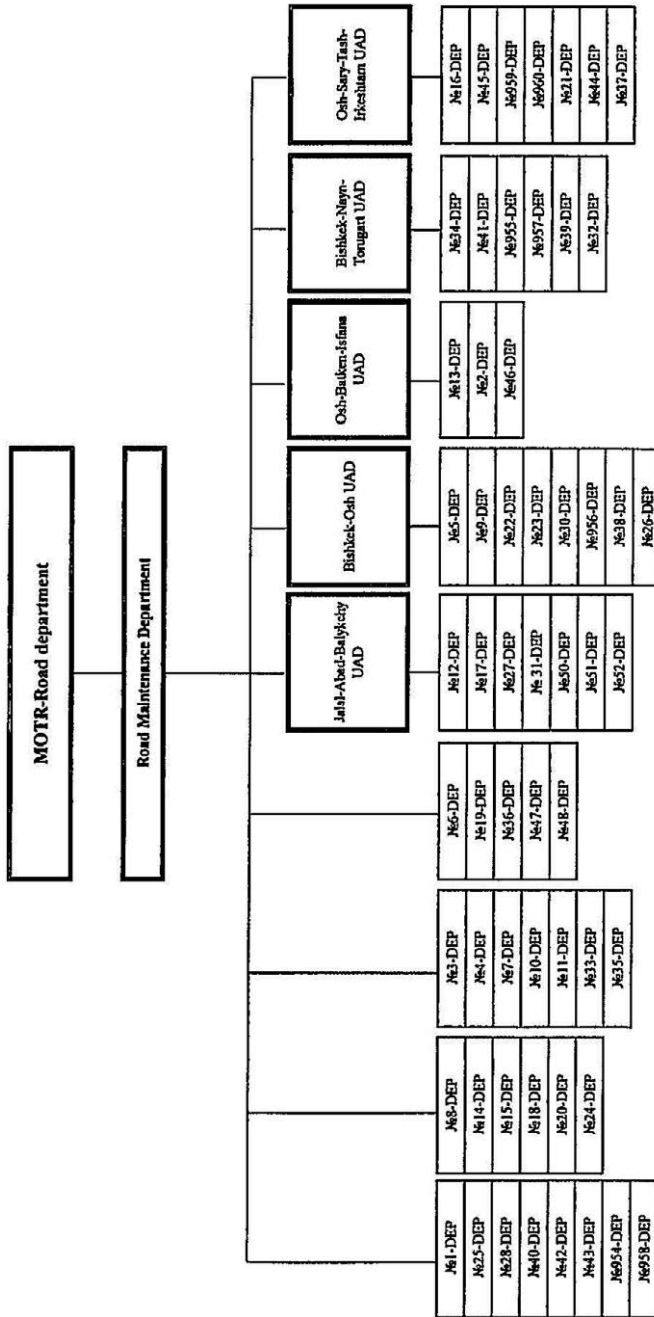 MOTR-Road department
Road Maintenance Department
Jalal-Abad-Balykchy
UAD
Bishkek-Osh UAD
Osh-Batken-Isfana
UAD
Bishkek-Nayn-
Torugart UAD
Osh-Sary-Tash-
Irkeshtam UAD
№1-DEP
№25-DEP
№28-DEP
№40-DEP
№42-DEP
№43-DEP
№954-DEP
№958-DEP
№8-DEP
№14-DEP
№15-DEP
№18-DEP
№20-DEP
№24-DEP
№3-DEP
№4-DEP
№7-DEP
№10-DEP
№11-DEP
№33-DEP
№35-DEP
№6-DEP
№19-DEP
№36-DEP
№47-DEP
№48-DEP
№12-DEP
№17-DEP
№27-DEP
№ 31-DEP
№50-DEP
№51-DEP
№52-DEP
№5-DEP
№9-DEP
№22-DEP
№23-DEP
№30-DEP
№956-DEP
№38-DEP
№26-DEP
№13-DEP
№2-DEP
№46-DEP
№34-DEP
№41-DEP
№955-DEP
№957-DEP
№39-DEP
№32-DEP
№16-DEP
№45-DEP
№959-DEP
№960-DEP
№21-DEP
№44-DEP
№37-DEP